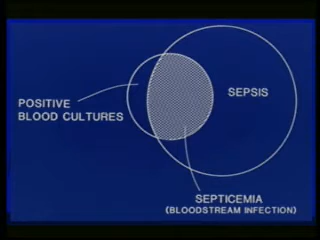 POSITIVE
BLOOD CULTURES
SEPSIS
SEPTICEMIA
(BLOODSTREAM INFECTION)